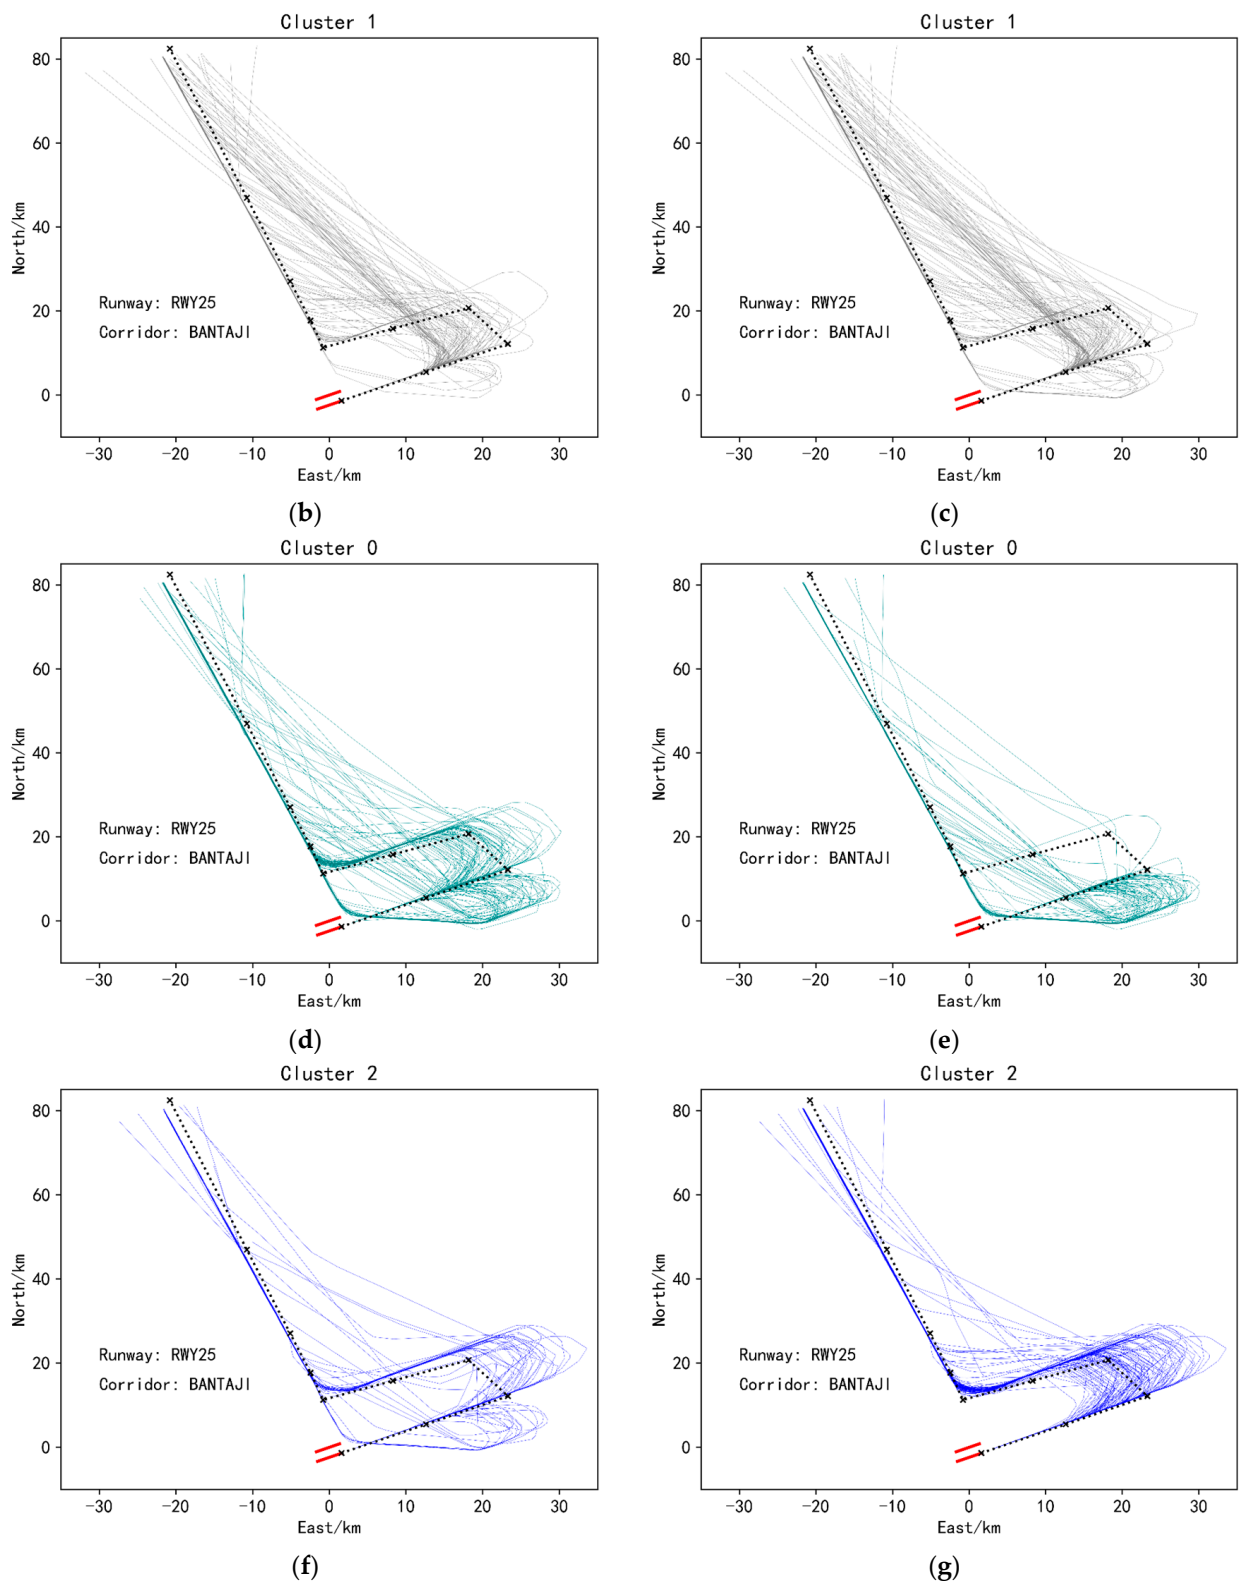 Cluster 1
Cluster 1
80
60
40
20
0
North/km
Runway: RWY25
Corridor: BANTAJI
−30 −20 −10 0 10 20 30
East/km
80
60
40
20
0
North/km
Runway: RWY25
Corridor: BANTAJI
−30 −20 −10 0 10 20 30
East/km
(b)
(c)
Cluster 0
Cluster 0
80
60
40
20
0
North/km
Runway: RWY25
Corridor: BANTAJI
−30 −20 −10 0 10 20 30
East/km
80
60
40
20
0
North/km
Runway: RWY25
Corridor: BANTAJI
−30 −20 −10 0 10 20 30
East/km
(d)
(e)
Cluster 2
Cluster 2
80
60
40
20
0
North/km
Runway: RWY25
Corridor: BANTAJI
−30 −20 −10 0 10 20 30
East/km
80
60
40
20
0
North/km
Runway: RWY25
Corridor: BANTAJI
−30 −20 −10 0 10 20 30
East/km
(f)
(g)